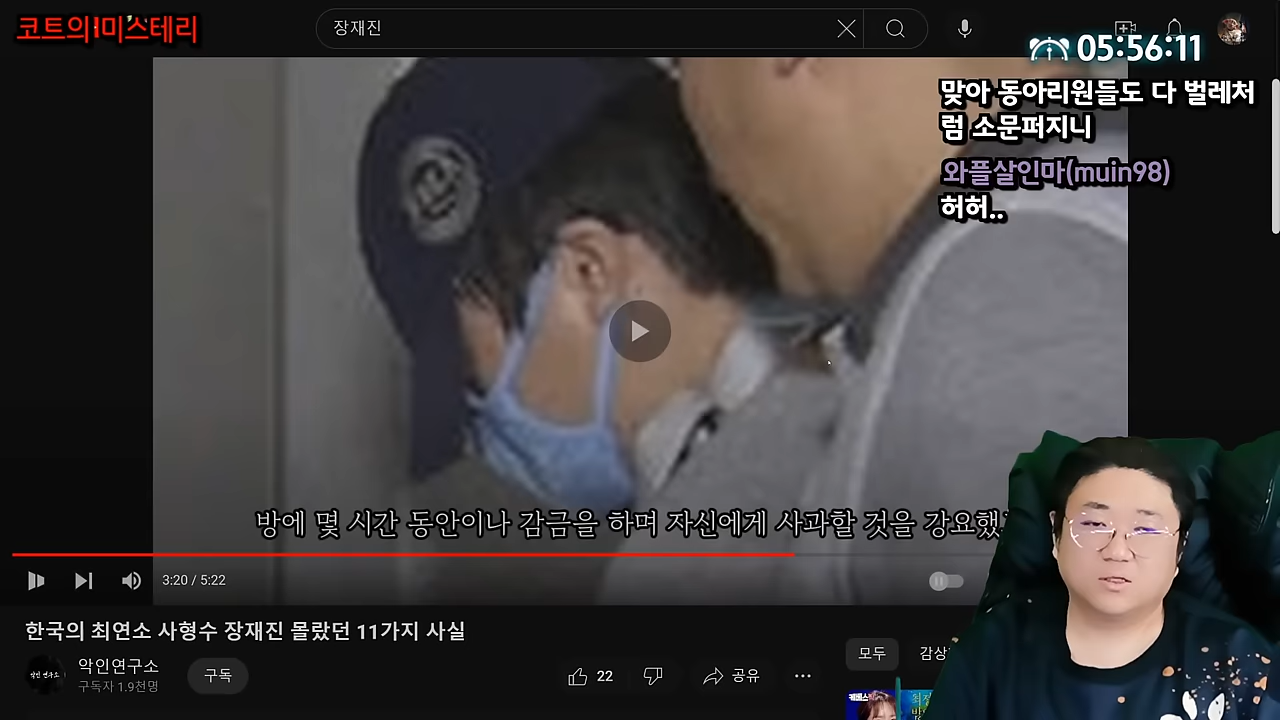 코트의 미스테리
장재진
05:56:11
맞아 동아리원들도 다 벌레처
럼 소문퍼지니
와플살인마(muin98)
허허..
방에 몇 시간 동안이나 감금을 하며 자신에게 사과할 것을 강요했
3:20 / 5:22
한국의 최연소 사형수 장재진 몰랐던 11가지 사실
악인연구소
구독자 1.9천명
구독
22
공유
모두
감상